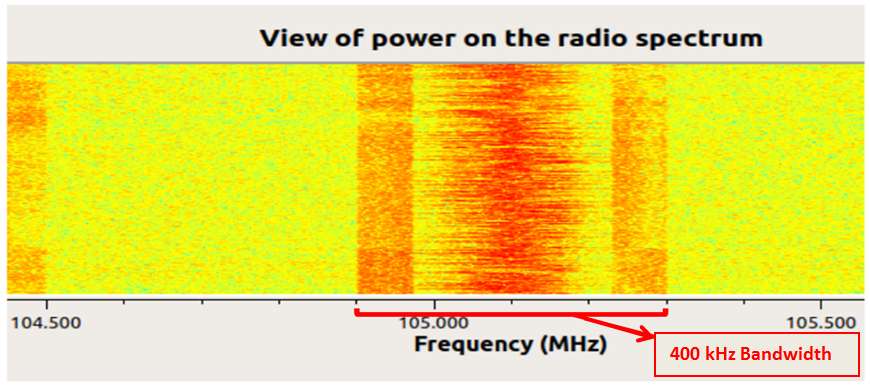 View of power on the radio spectrum
104.500
105.000
105.500
Frequency (MHz)
400 kHz Bandwidth